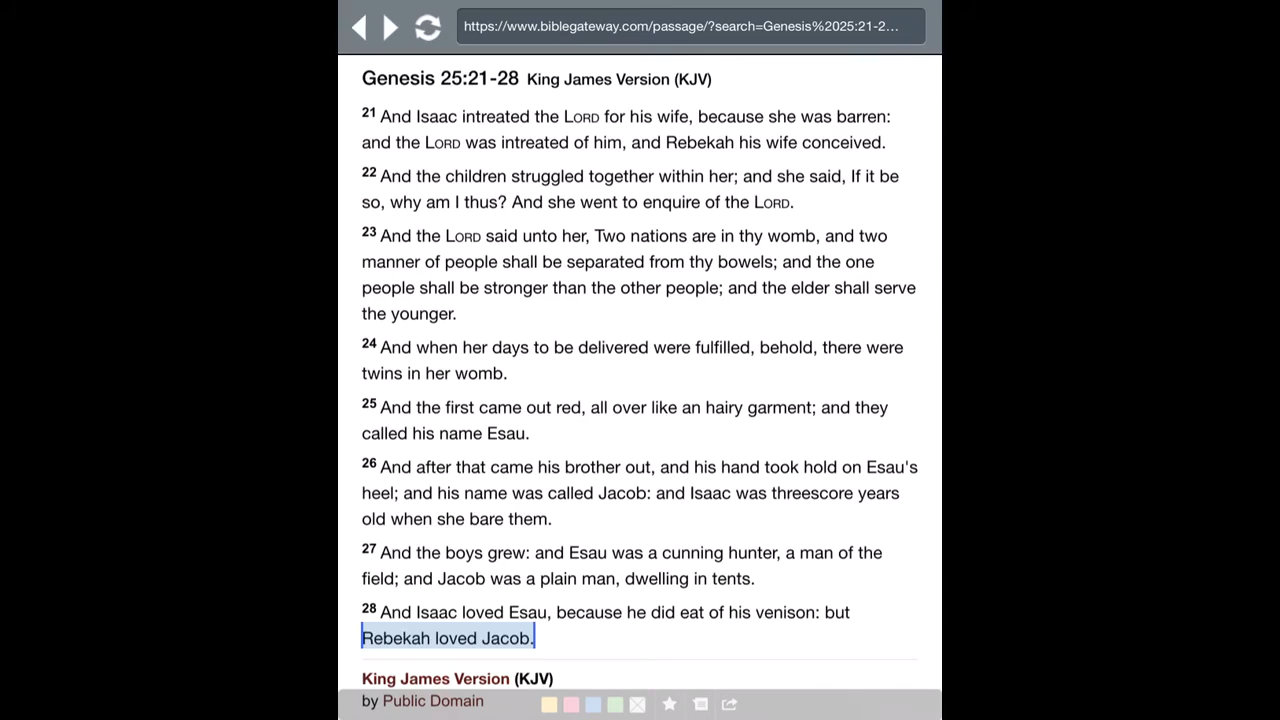 https://www.biblegateway.com/passage/?search=Genesis%2025:21-2…
Genesis 25:21-28 King James Version (KJV)
21 And Isaac intreated the LORD for his wife, because she was barren:
and the LORD was intreated of him, and Rebekah his wife conceived.
22 And the children struggled together within her; and she said, If it be
so, why am I thus? And she went to enquire of the LORD.
23 And the LORD said unto her, Two nations are in thy womb, and two
manner of people shall be separated from thy bowels; and the one
people shall be stronger than the other people; and the elder shall serve
the younger.
24 And when her days to be delivered were fulfilled, behold, there were
twins in her womb.
25 And the first came out red, all over like an hairy garment; and they
called his name Esau.
26 And after that came his brother out, and his hand took hold on Esau's
heel; and his name was called Jacob: and Isaac was threescore years
old when she bare them.
27 And the boys grew: and Esau was a cunning hunter, a man of the
field; and Jacob was a plain man, dwelling in tents.
28 And Isaac loved Esau, because he did eat of his venison: but
Rebekah loved Jacob.
King James Version (KJV)
by Public Domain